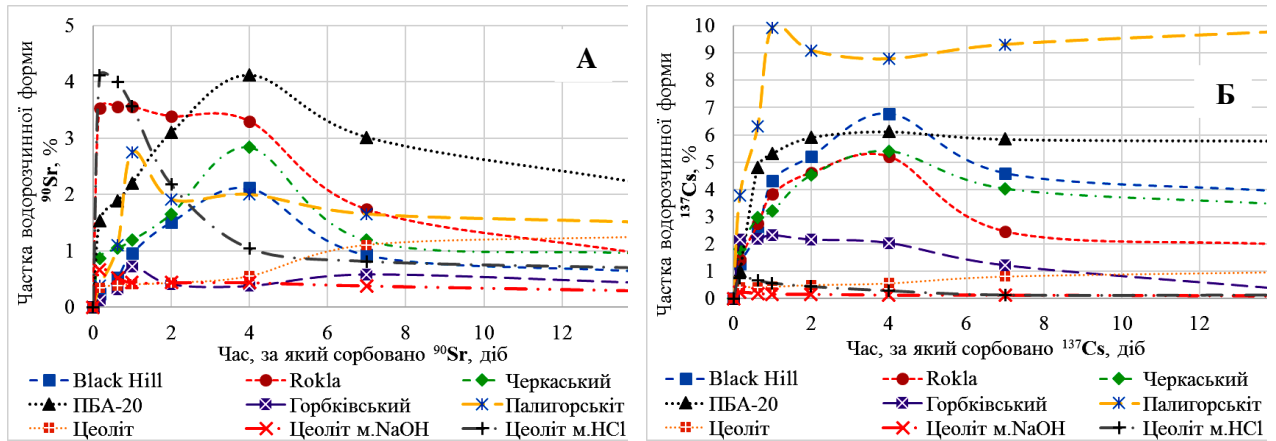 А
Частка водорозчинної форми
⁹⁰Sr, %
5
4
3
2
1
0
0 2 4 6 8 10 12
Час, за який сорбовано ⁹⁰Sr, діб
Black Hill Rokla Черкаський
ПБА-20 Горбківський Палигорськіт
Цеоліт Цеоліт м.NaOH Цеоліт м.HCl
Б
Частка водорозчинної форми
¹³⁷Cs, %
10
9
8
7
6
5
4
3
2
1
0
0 2 4 6 8 10 12
Час, за який сорбовано ¹³⁷Cs, діб
Black Hill Rokla Черкаський
ПБА-20 Горбківський Палигорськіт
Цеоліт Цеоліт м.NaOH Цеоліт м.HCl